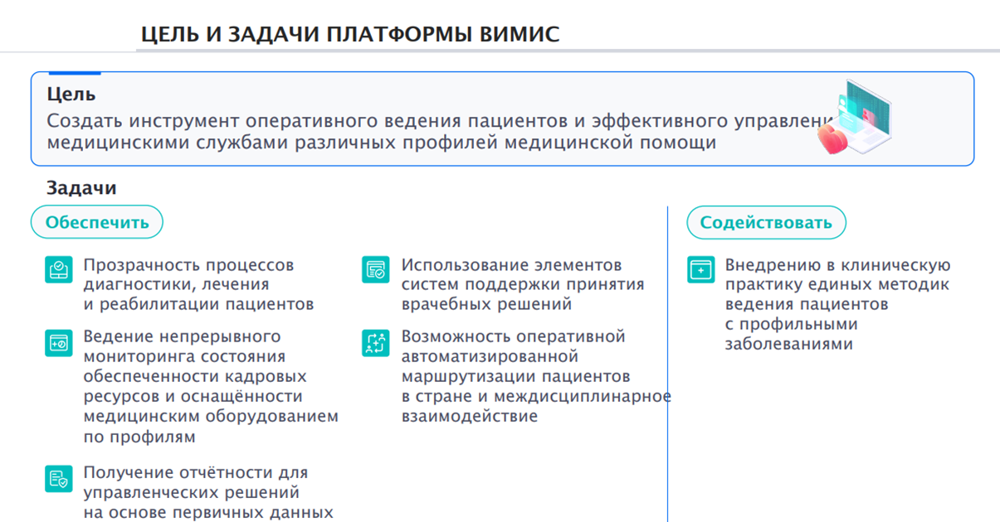 ЦЕЛЬ И ЗАДАЧИ ПЛАТФОРМЫ ВИМИС
Цель
Создать инструмент оперативного ведения пациентов и эффективного управлени
медицинскими службами различных профилей медицинской помощи
Задачи
Обеспечить
Прозрачность процессов
диагностики, лечения
и реабилитации пациентов
Ведение непрерывного
мониторинга состояния
обеспеченности кадровых
ресурсов и оснащённости
медицинским оборудованием
по профилям
Получение отчётности для
управленческих решений
на основе первичных данных
Использование элементов
систем поддержки принятия
врачебных решений
Возможность оперативной
автоматизированной
маршрутизации пациентов
в стране и междисциплинарное
взаимодействие
Содействовать
Внедрению в клиническую
практику единых методик
ведения пациентов
с профильными
заболеваниями